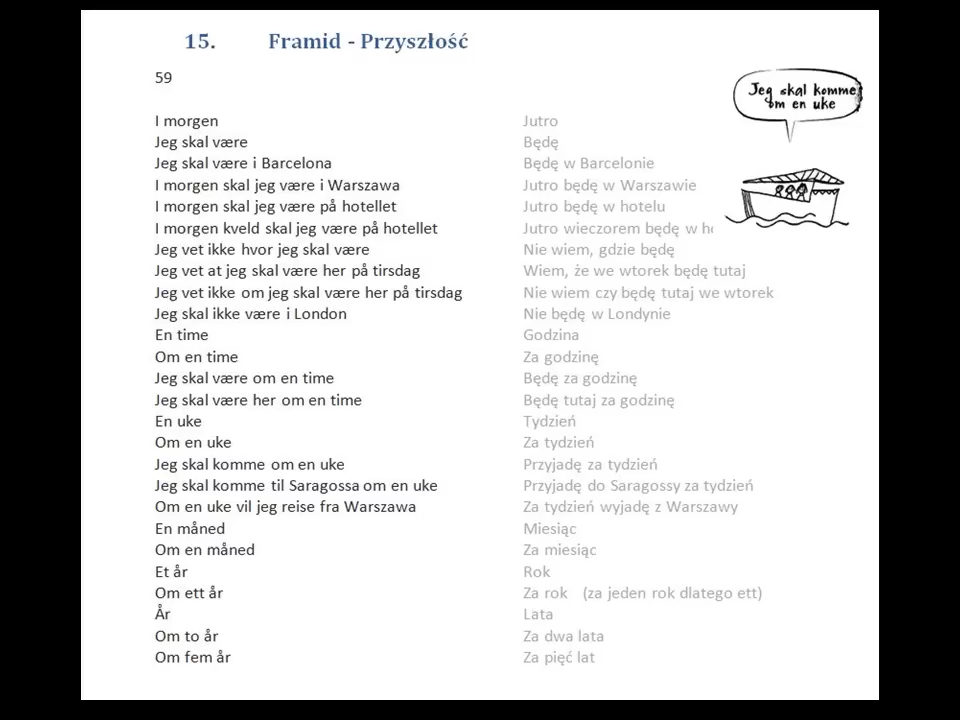 15. Framid - Przyszłość
59
Jeg skal komme
om en uke
I morgen Jutro
Jeg skal være Będę
Jeg skal være i Barcelona Będę w Barcelonie
I morgen skal jeg være i Warszawa Jutro będę w Warszawie
I morgen skal jeg være på hotellet Jutro będę w hotelu
I morgen kveld skal jeg være på hotellet Jutro wieczorem będę w
Jeg vet ikke hvor jeg skal være Nie wiem, gdzie będę
Jeg vet at jeg skal være her på tirsdag Wiem, że we wtorek będę tutaj
Jeg vet ikke om jeg skal være her på tirsdag Nie wiem czy będę tutaj we wtorek
Jeg skal ikke være i London Nie będę w Londynie
En time Godzina
Om en time Za godzinę
Jeg skal være om en time Będę za godzinę
Jeg skal være her om en time Będę tutaj za godzinę
En uke Tydzień
Om en uke Za tydzień
Jeg skal komme om en uke Przyjadę za tydzień
Jeg skal komme til Saragossa om en uke Przyjadę do Saragossy za tydzień
Om en uke vil jeg reise fra Warszawa Za tydzień wyjadę z Warszawy
En måned Miesiąc
Om en måned Za miesiąc
Et år Rok
Om ett år Za rok (za jeden rok dlatego ett)
År Lata
Om to år Za dwa lata
Om fem år Za pięć lat